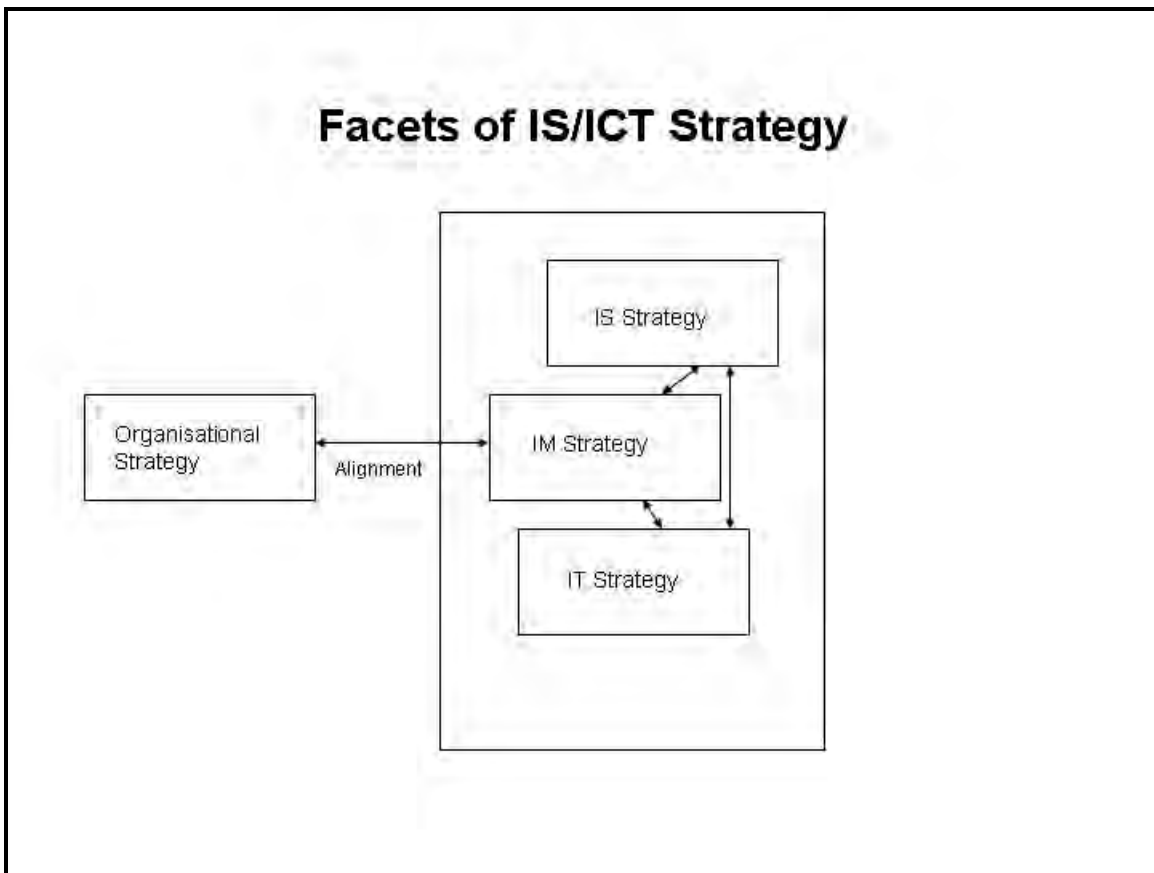 Facets of IS/ICT Strategy
IS Strategy
Organisational
Strategy
Alignment
IM Strategy
IT Strategy